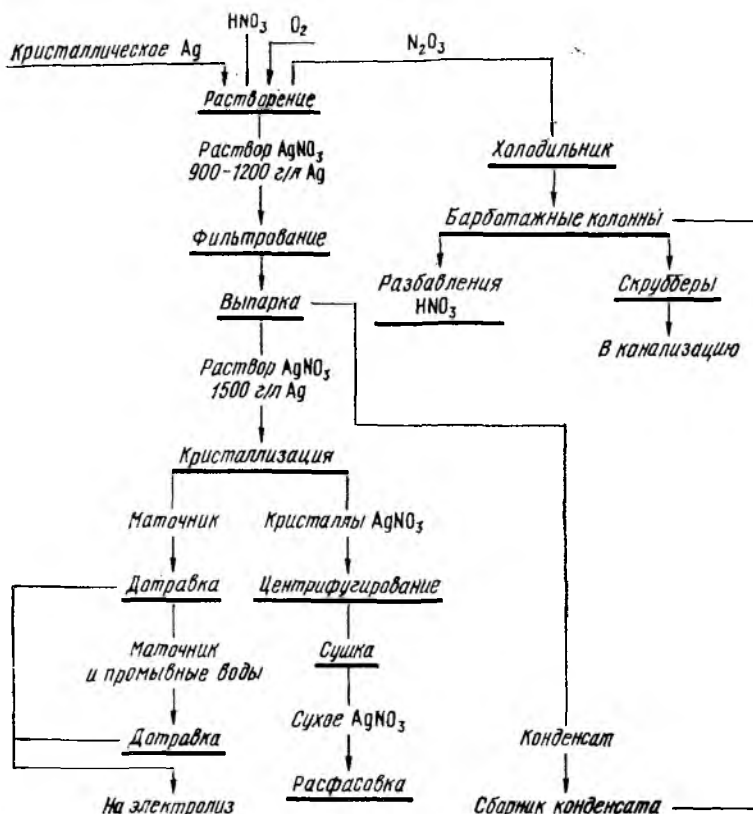 HNO3
O2
N2O3
Кристаллическое Ag
Растворение
Раствор AgNO3
900-1200 г/л Ag
Холодильник
Барботажные колонны
Фильтрование
Разбавления
HNO3
Скрубберы
Выпарка
В канализацию
Раствор AgNO3
1500 г/л Ag
Кристаллизация
Маточник
Кристаллы AgNO3
Дотравка
Центрифугирование
Маточник
и промывные воды
Сушка
Сухое AgNO3
Дотравка
Конденсат
Расфасовка
На электролиз
Сборник конденсата